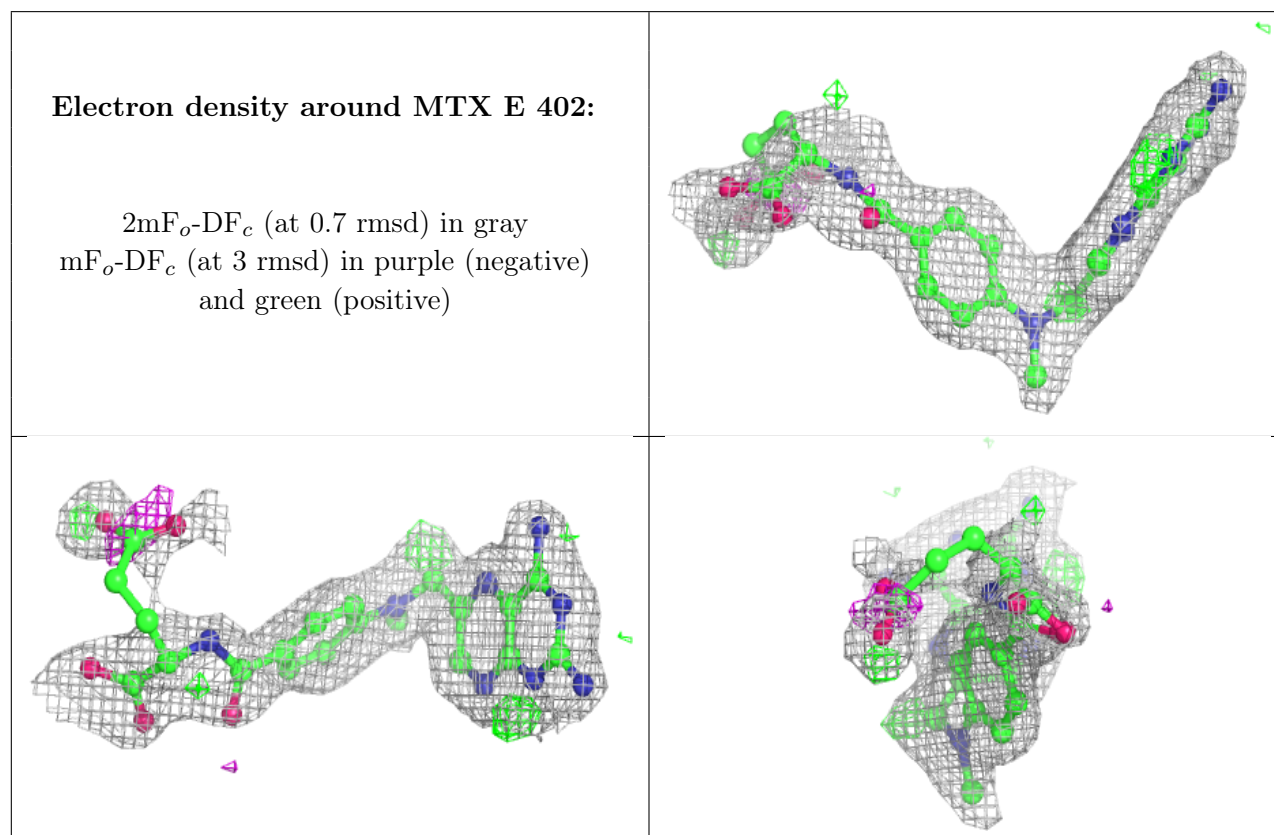 Electron density around MTX E 402:
2mFₒ-DF𝒸 (at 0.7 rmsd) in gray
mFₒ-DF𝒸 (at 3 rmsd) in purple (negative)
and green (positive)